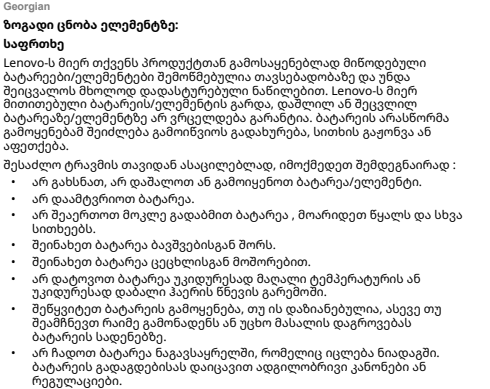 Georgian
ზოგადი ცნობა ელემენტზე:
საფრთხე
Lenovo-ს მიერ თქვენს პროდუქტთან გამოსაყენებლად მიწოდებული
ბატარეები/ელემენტები შემოწმებულია თავსებადობაზე და უნდა
შეიცვალოს მხოლოდ დადასტურებული ნაწილებით. Lenovo-ს მიერ
მითითებული ბატარეის/ელემენტის გარდა, დაშლილ ან შეცვლილ
ბატარეაზე/ელემენტზე არ ვრცელდება გარანტია. ბატარეის არასწორმა
გამოყენებამ შეიძლება გამოიწვიოს გადახურება, სითხის გაჟონვა ან
აფეთქება.
შესაძლო ტრავმის თავიდან ასაცილებლად, იმოქმედეთ შემდეგნაირად :
• არ გახსნათ, არ დაშალოთ ან გამოიყენოთ ბატარეა/ელემენტი.
• არ დაამტვრიოთ ბატარეა.
• არ შეაერთოთ მოკლე გადაბმით ბატარეა , მოარიდეთ წყალს და სხვა
სითხეებს.
• შეინახეთ ბატარეა ბავშვებისგან შორს.
• შეინახეთ ბატარეა ცეცხლისგან მოშორებით.
• არ დატოვოთ ბატარეა უკიდურესად მაღალი ტემპერატურის ან
უკიდურესად დაბალი ჰაერის წნევის გარემოში.
• შეწყვიტეთ ბატარეის გამოყენება, თუ ის დაზიანებულია, ასევე თუ
შეამჩნევთ რაიმე გამონადენს ან უცხო მასალის დაგროვებას
ბატარეის სადენებზე.
• არ ჩადოთ ბატარეა ნაგავსაყრელში, რომელიც იცლება ნიადაგში.
ბატარეის გადაგდებისას დაიცავით ადგილობრივი კანონები ან
რეგულაციები.